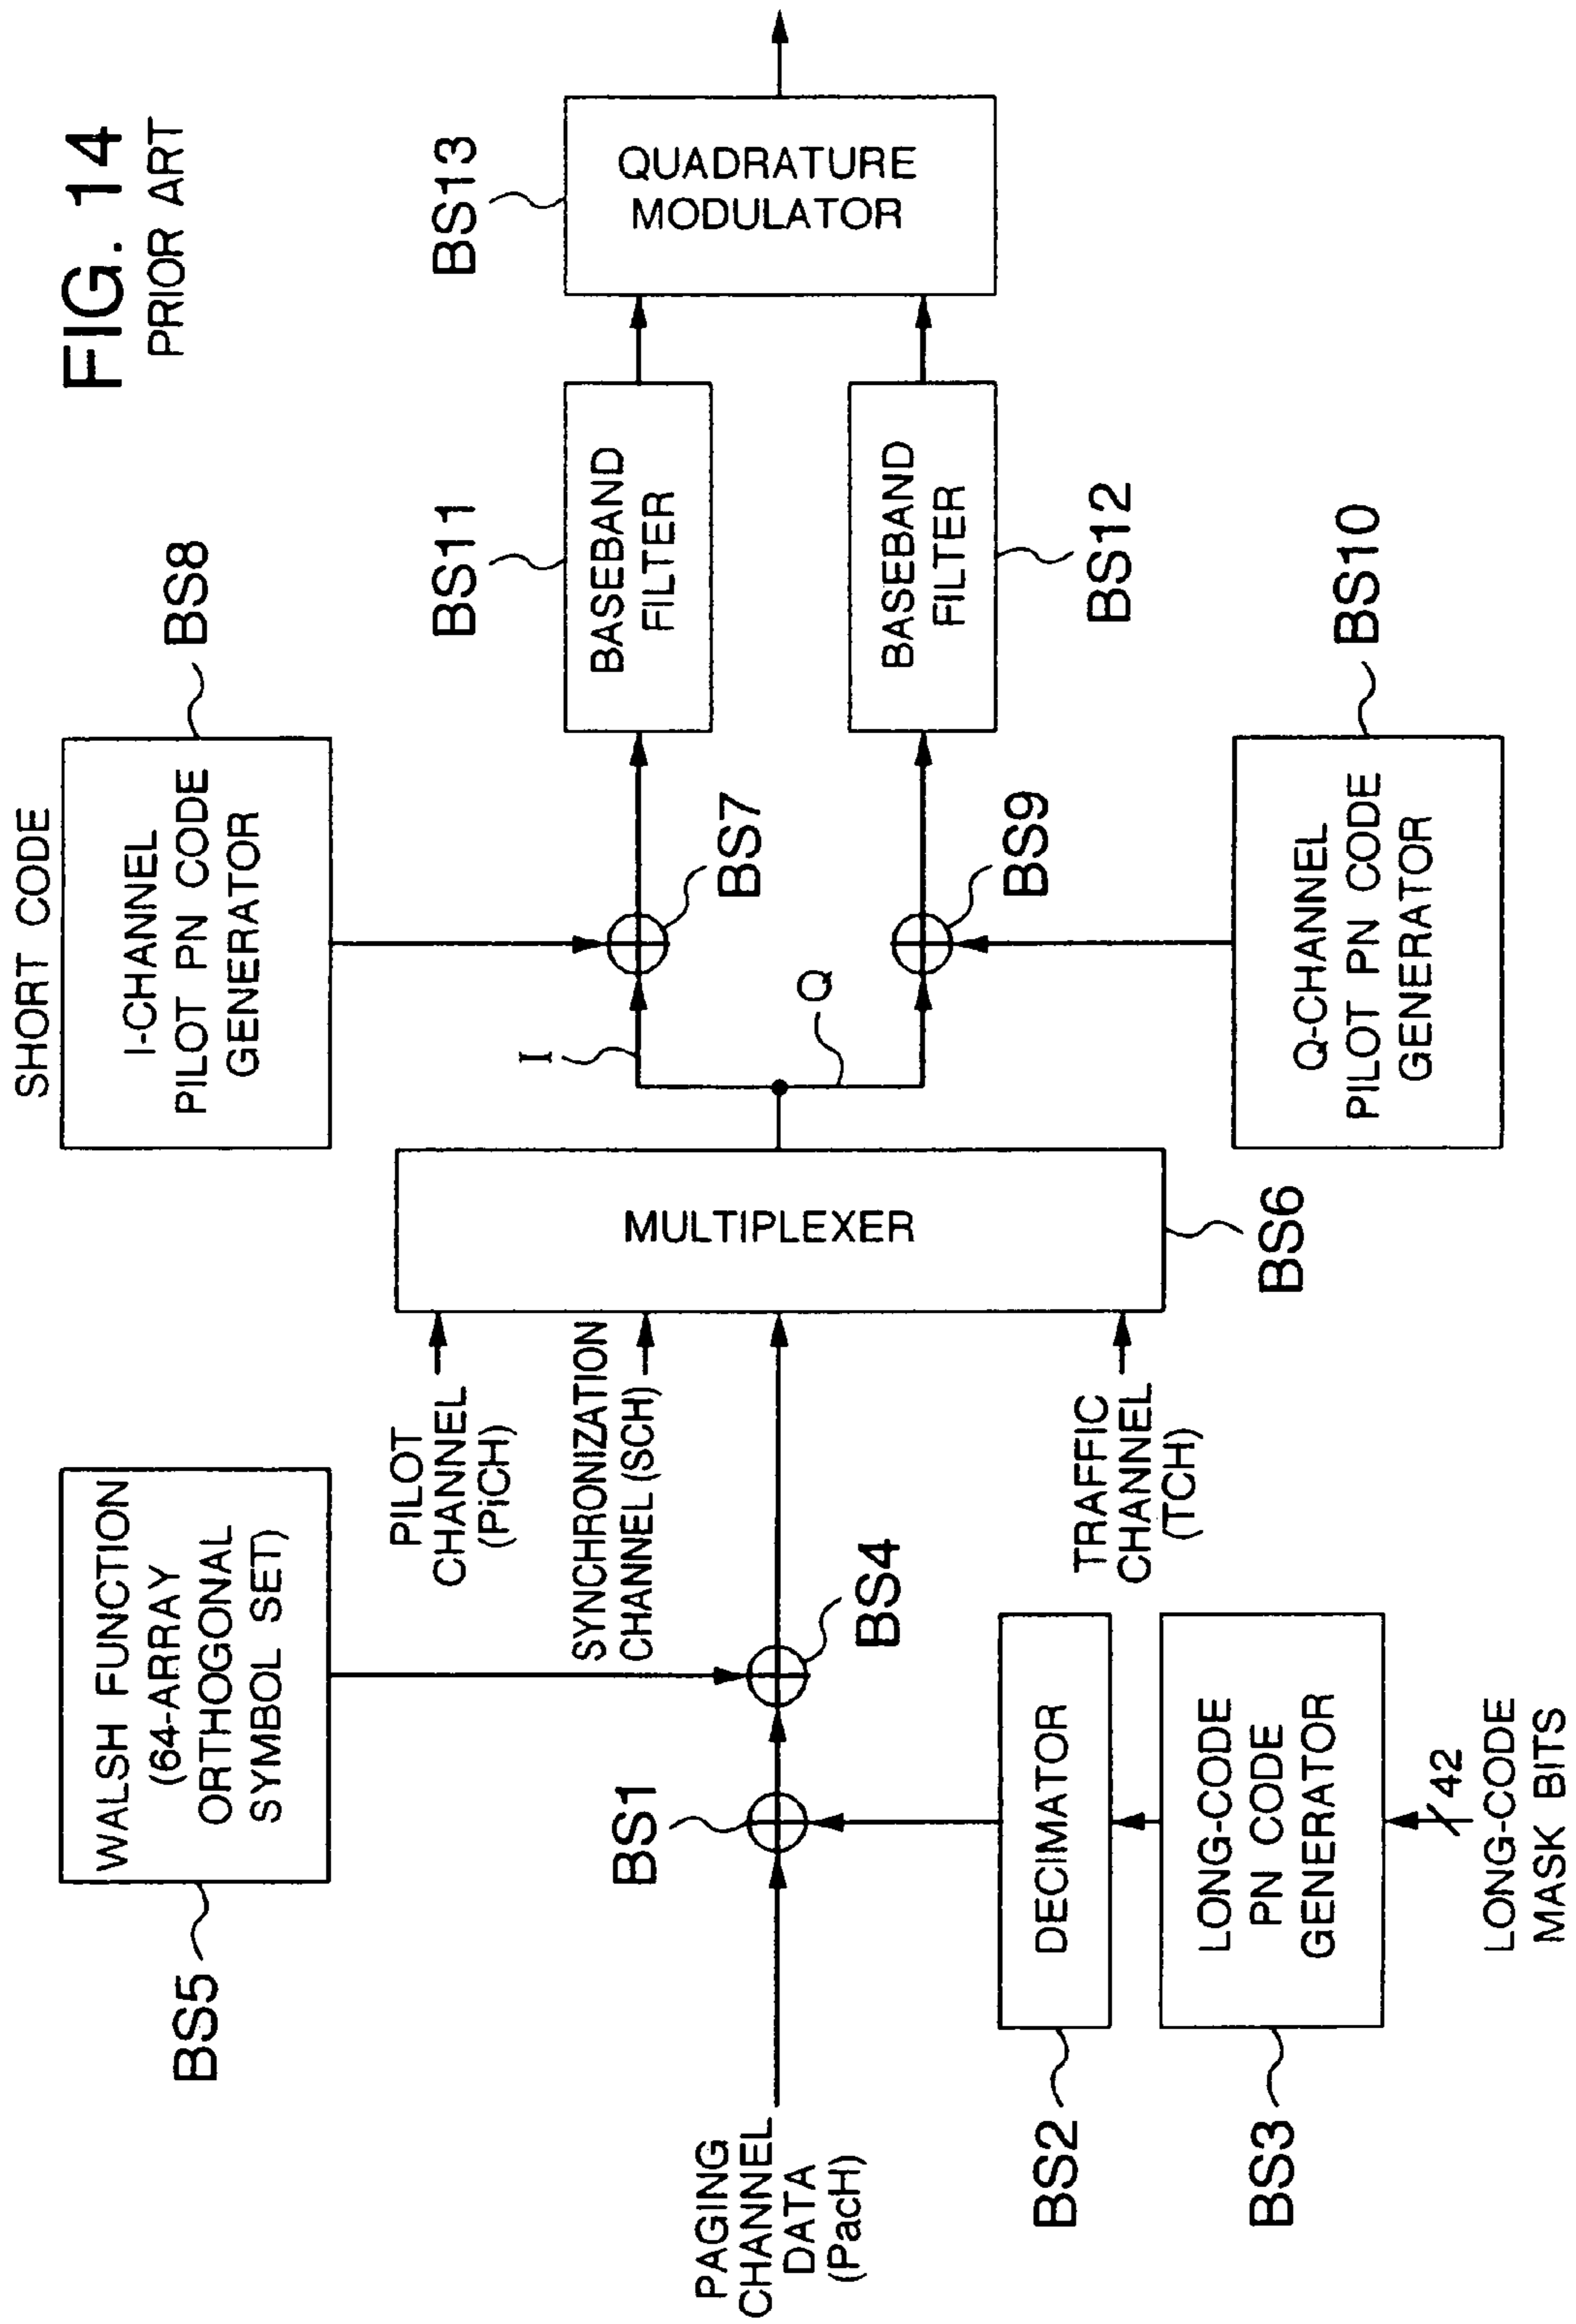 FIG. 14
PRIOR ART
SHORT CODE
BS5
WALSH FUNCTION
(64-ARRAY
ORTHOGONAL
SYMBOL SET)
I-CHANNEL
PILOT PN CODE
GENERATOR
BS8
PILOT
CHANNEL
(PiCH)
SYNCHRONIZATION
CHANNEL (SCH)
I
BS11
BASEBAND
FILTER
BS13
QUADRATURE
MODULATOR
BS1
BS7
PAGING
CHANNEL
DATA
(PacH)
BS4
MULTIPLEXER
Q
BASEBAND
FILTER
BS9
BS12
BS2
DECIMATOR
TRAFFIC
CHANNEL
(TCH)
BS6
BS3
LONG-CODE
PN CODE
GENERATOR
Q-CHANNEL
PILOT PN CODE
GENERATOR
BS10
42
LONG-CODE
MASK BITS